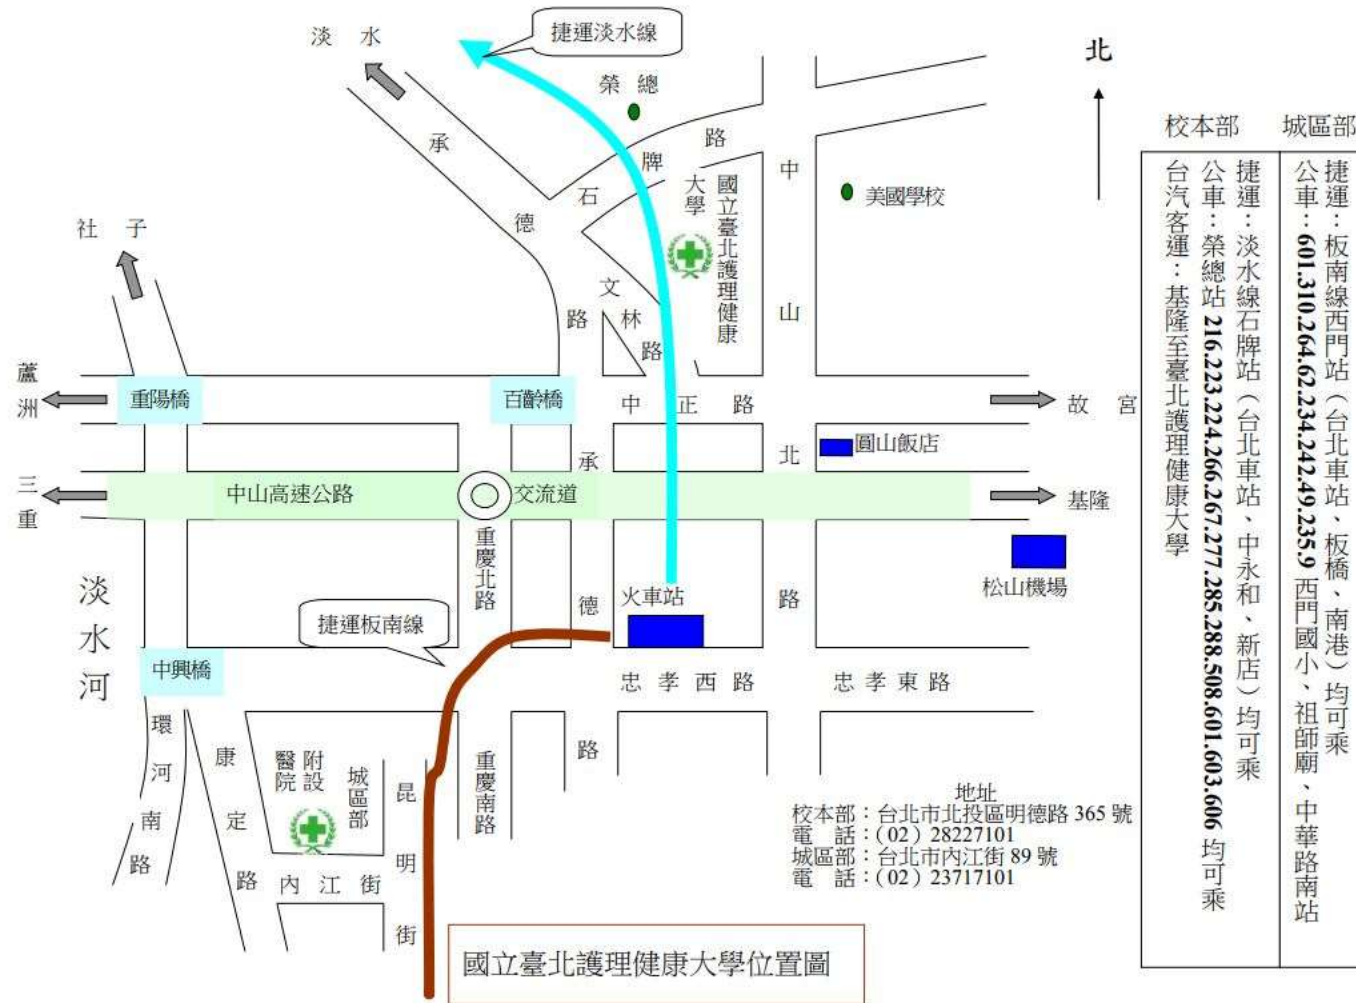 捷運淡水線
淡水
北
榮總
承德路
石牌路
國立臺北護理健康
大學
中山北路
美國學校
社子
文林路
蘆洲
重陽橋
百齡橋
中正路
故宮
圓山飯店
三重
中山高速公路
交流道
基隆
承德路
重慶北路
松山機場
火車站
淡水河
捷運板南線
中興橋
忠孝西路
忠孝東路
環河南路
康定路
附設
醫院
城區部
昆明街
重慶南路
內江街
地址
校本部：台北市北投區明德路 365 號
電 話：(02) 28227101
城區部：台北市內江街 89 號
電 話：(02) 23717101
國立臺北護理健康大學位置圖
城區部
捷運：板南線西門站（台北車站、板橋、南港）均可乘
公車：601.310.264.62.234.242.49.235.9 西門國小、祖師廟、中華路南站
校本部
捷運：淡水線石牌站（台北車站、中永和、新店）均可乘
公車：榮總站 216.223.224.266.267.277.285.288.508.601.603.606 均可乘
台汽客運：基隆至臺北護理健康大學